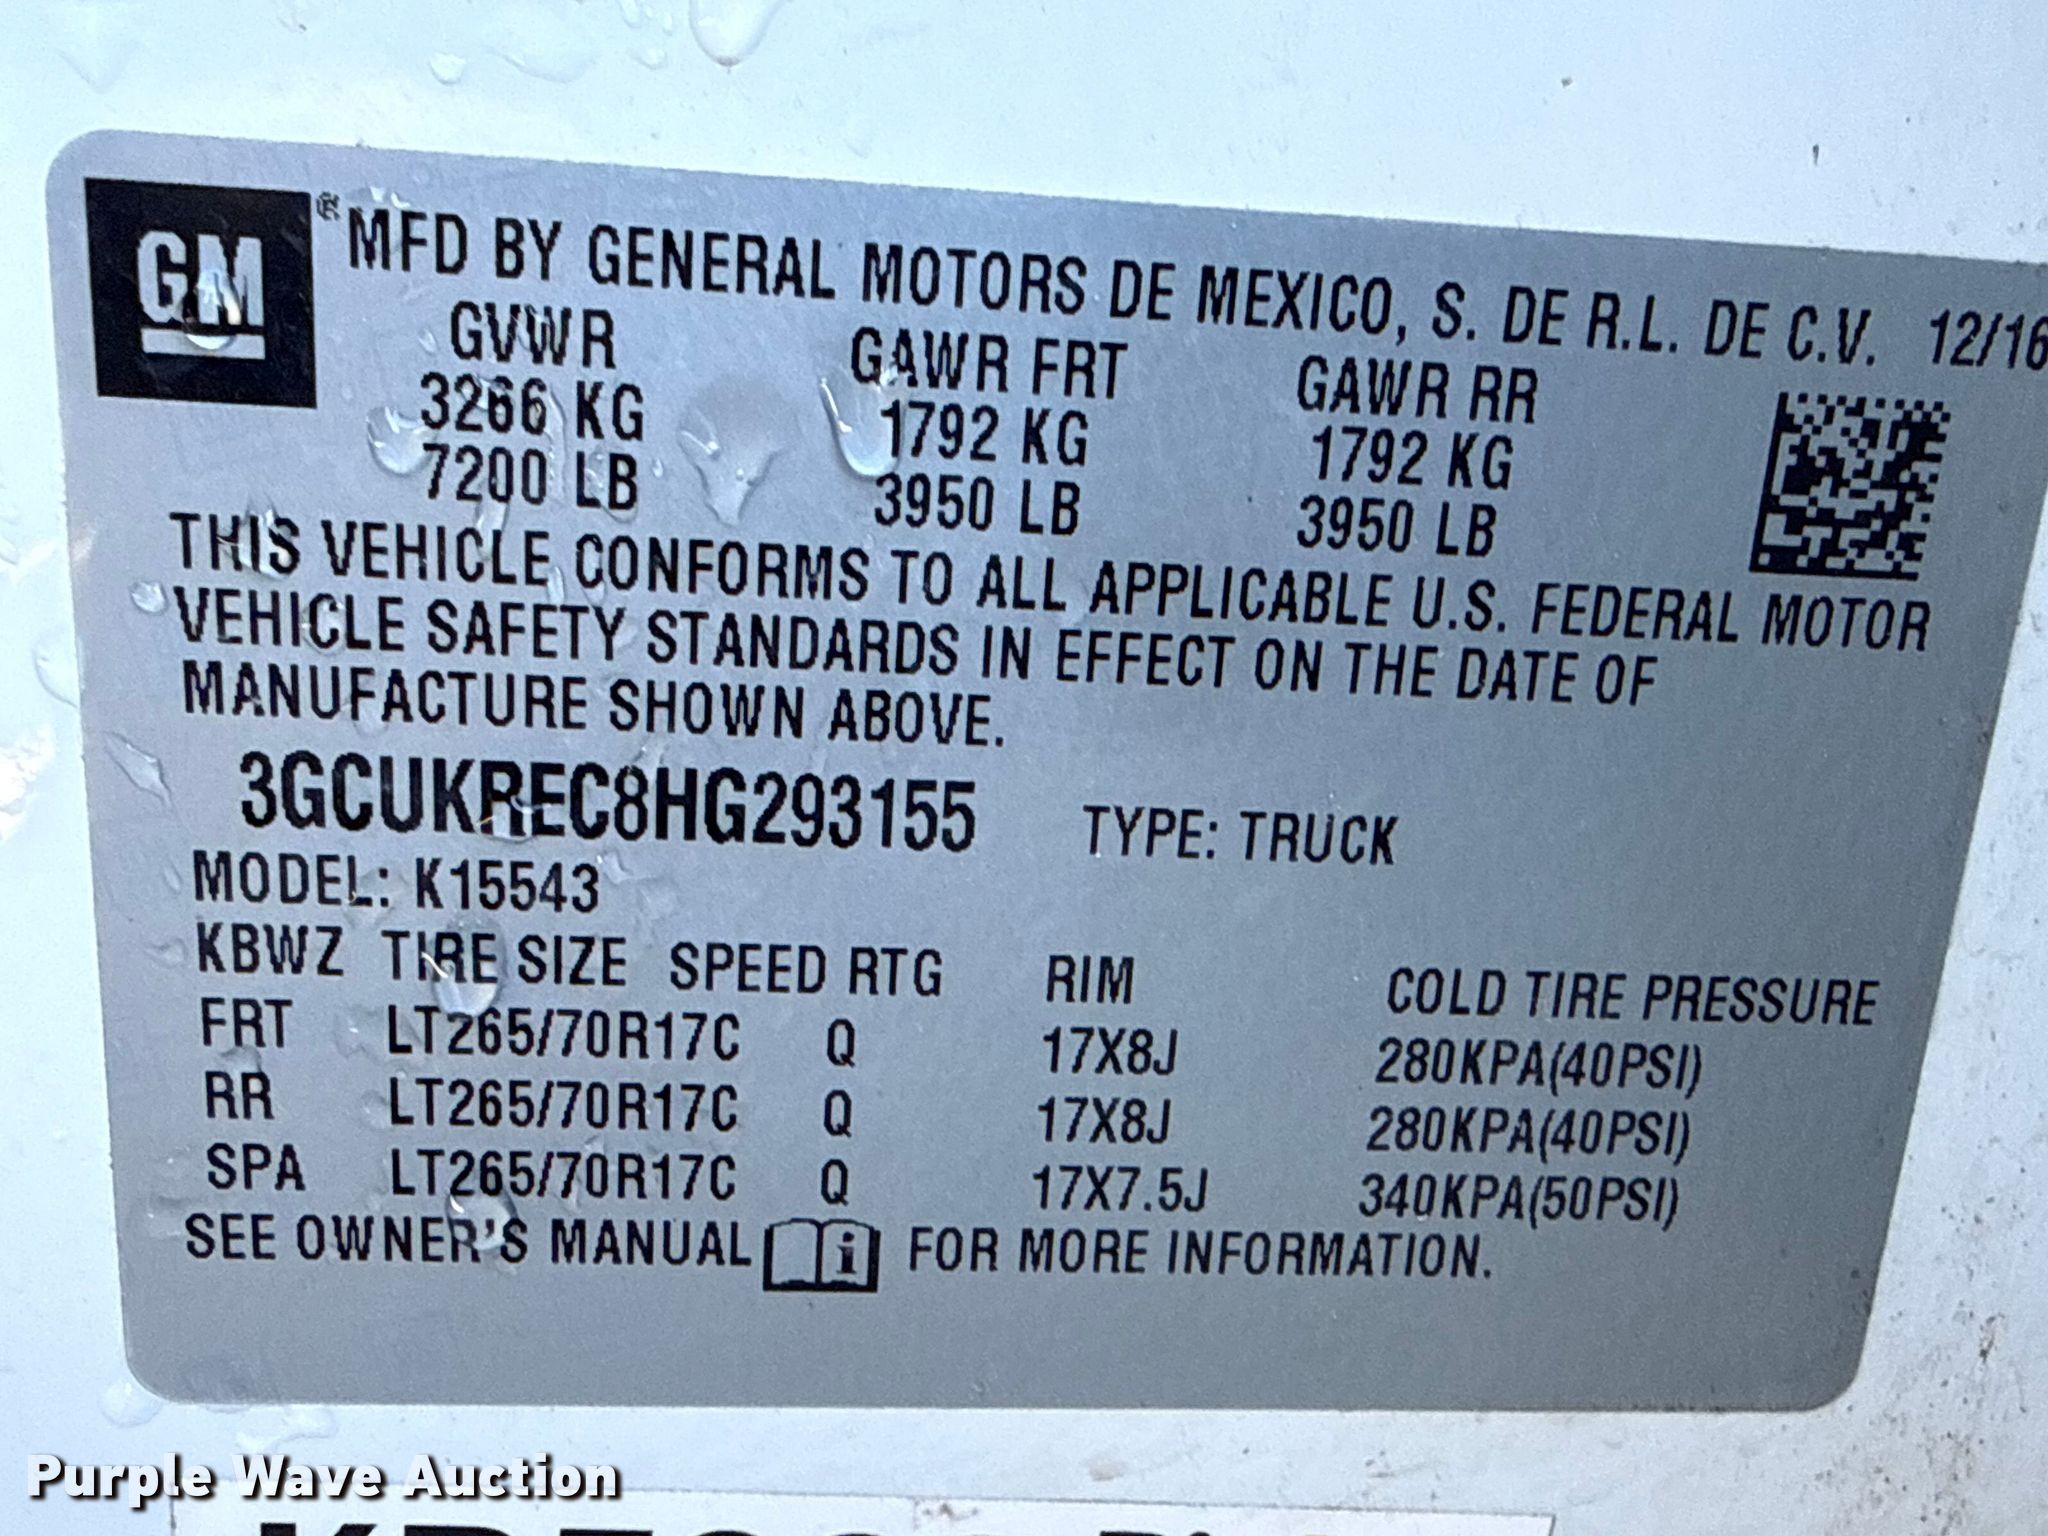 GM ® MFD BY GENERAL MOTORS DE MEXICO, S. DE R.L. DE C.V. 12/16
GVWR GAWR FRT GAWR RR
3266 KG 1792 KG 1792 KG
7200 LB 3950 LB 3950 LB
THIS VEHICLE CONFORMS TO ALL APPLICABLE U.S. FEDERAL MOTOR
VEHICLE SAFETY STANDARDS IN EFFECT ON THE DATE OF
MANUFACTURE SHOWN ABOVE.
3GCUKREC8HG293155 TYPE: TRUCK
MODEL: K15543
KBWZ TIRE SIZE SPEED RTG RIM COLD TIRE PRESSURE
FRT LT265/70R17C Q 17X8J 280KPA(40PSI)
RR LT265/70R17C Q 17X8J 280KPA(40PSI)
SPA LT265/70R17C Q 17X7.5J 340KPA(50PSI)
SEE OWNER'S MANUAL i FOR MORE INFORMATION.
Purple Wave Auction